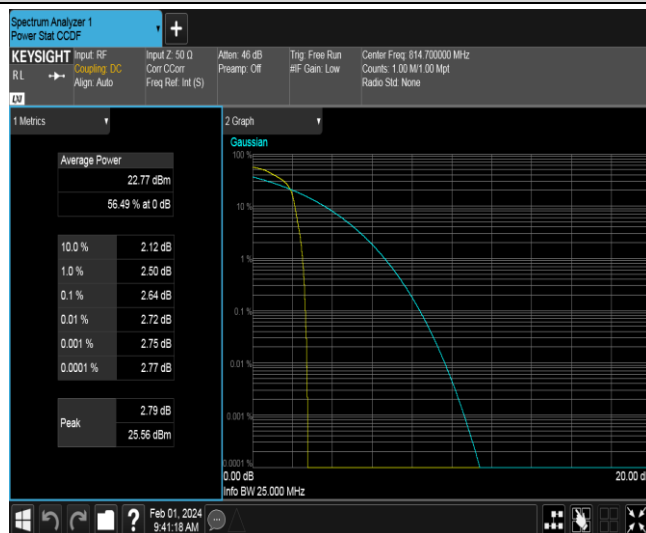 Spectrum Analyzer 1
Power Stat CCDF
KEYSIGHT
RL
LXI
Input: RF
Coupling: DC
Align: Auto
Input Z: 50 Ω
Corr CCorr
Freq Ref: Int (S)
Atten: 46 dB
Preamp: Off
Trig: Free Run
#IF Gain: Low
Center Freq: 814.700000 MHz
Counts: 1.00 M/1.00 Mpt
Radio Std: None
1 Metrics
Average Power
22.77 dBm
56.49 % at 0 dB
10.0 % 2.12 dB
1.0 % 2.50 dB
0.1 % 2.64 dB
0.01 % 2.72 dB
0.001 % 2.75 dB
0.0001 % 2.77 dB
Peak
2.79 dB
25.56 dBm
2 Graph
Gaussian
100 %
10 %
1 %
0.1 %
0.01 %
0.001 %
0.0001 %
0.00 dB 20.00 d
Info BW 25.000 MHz
?
Feb 01, 2024
9:41:18 AM